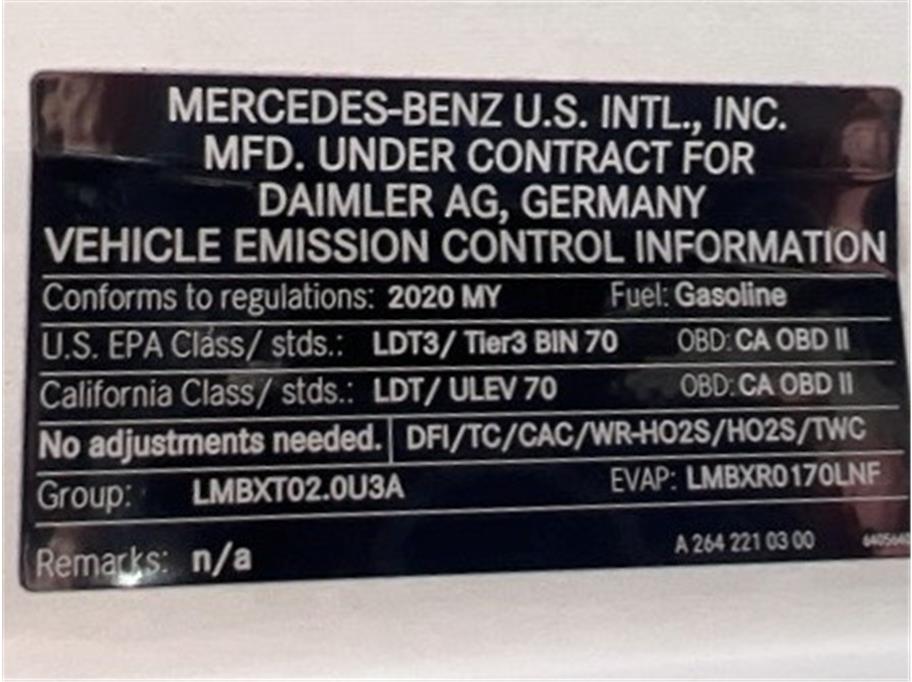 MERCEDES-BENZ U.S. INTL., INC.
MFD. UNDER CONTRACT FOR
DAIMLER AG, GERMANY
VEHICLE EMISSION CONTROL INFORMATION
Conforms to regulations: 2020 MY Fuel: Gasoline
U.S. EPA Class/ stds.: LDT3/ Tier3 BIN 70 OBD: CA OBD II
California Class/ stds.: LDT/ ULEV 70 OBD: CA OBD II
No adjustments needed. DFI/TC/CAC/WR-HO2S/HO2S/TWC
Group: LMBXT02.0U3A EVAP: LMBXR0170LNF
Remarks: n/a A 264 221 03 00